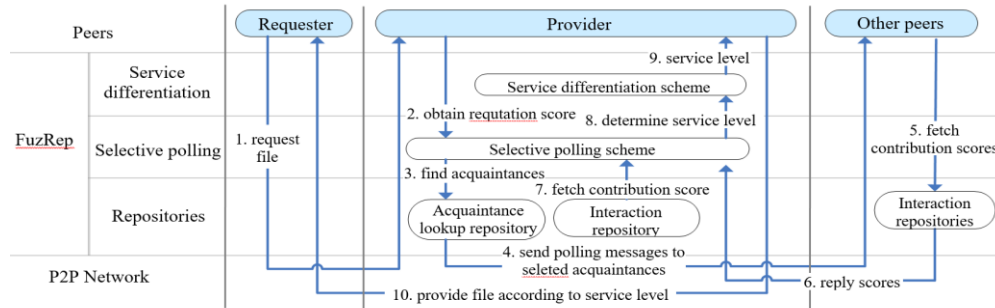 Peers
Requester
Provider
Other peers
9. service level
Service
differentiation
Service differentiation scheme
2. obtain requtation score
8. determine service level
FuzRep
1. request
file
Selective polling
Selective polling scheme
5. fetch
contribution scores
3. find acquaintances
7. fetch contribution score
Repositories
Acquaintance
lookup repository
Interaction
repository
Interaction
repositories
4. send polling messages to
seleted acquaintances
P2P Network
6. reply scores
10. provide file according to service level